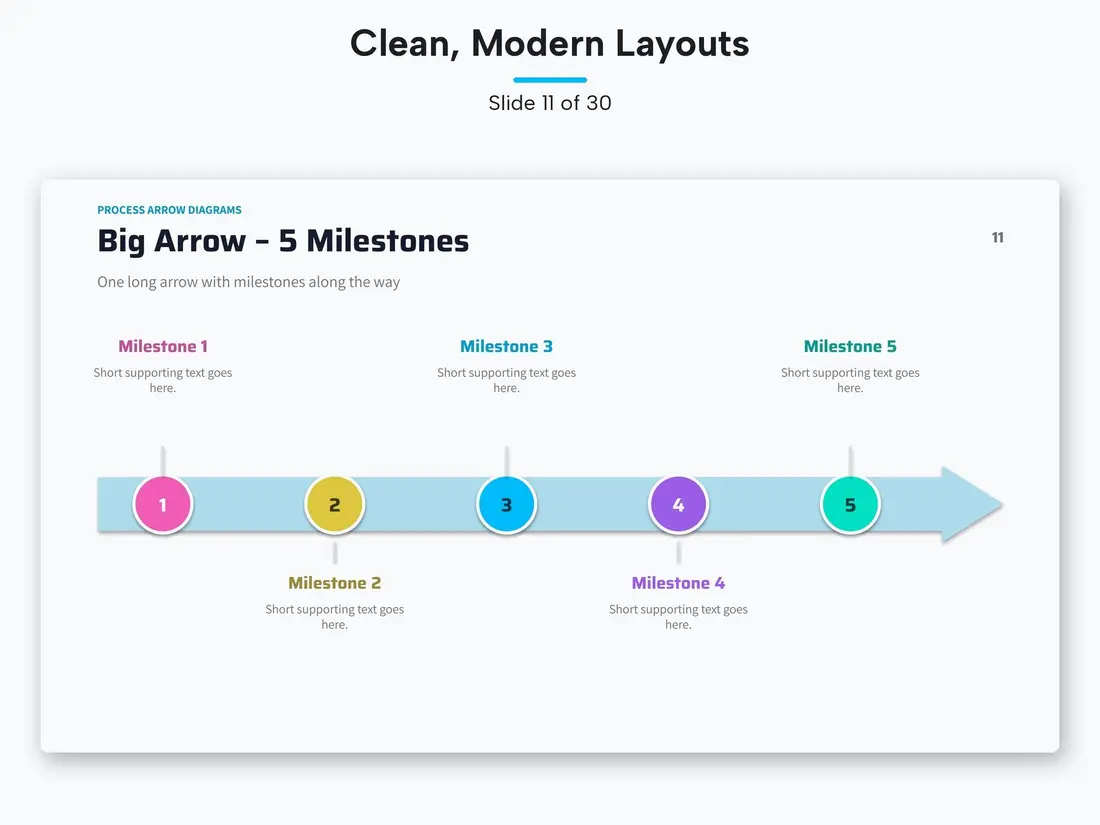 Clean, Modern Layouts
Slide 11 of 30
PROCESS ARROW DIAGRAMS
Big Arrow – 5 Milestones
11
One long arrow with milestones along the way
Milestone 1
Short supporting text goes
here.
Milestone 3
Short supporting text goes
here.
Milestone 5
Short supporting text goes
here.
1
2
3
4
5
Milestone 2
Short supporting text goes
here.
Milestone 4
Short supporting text goes
here.